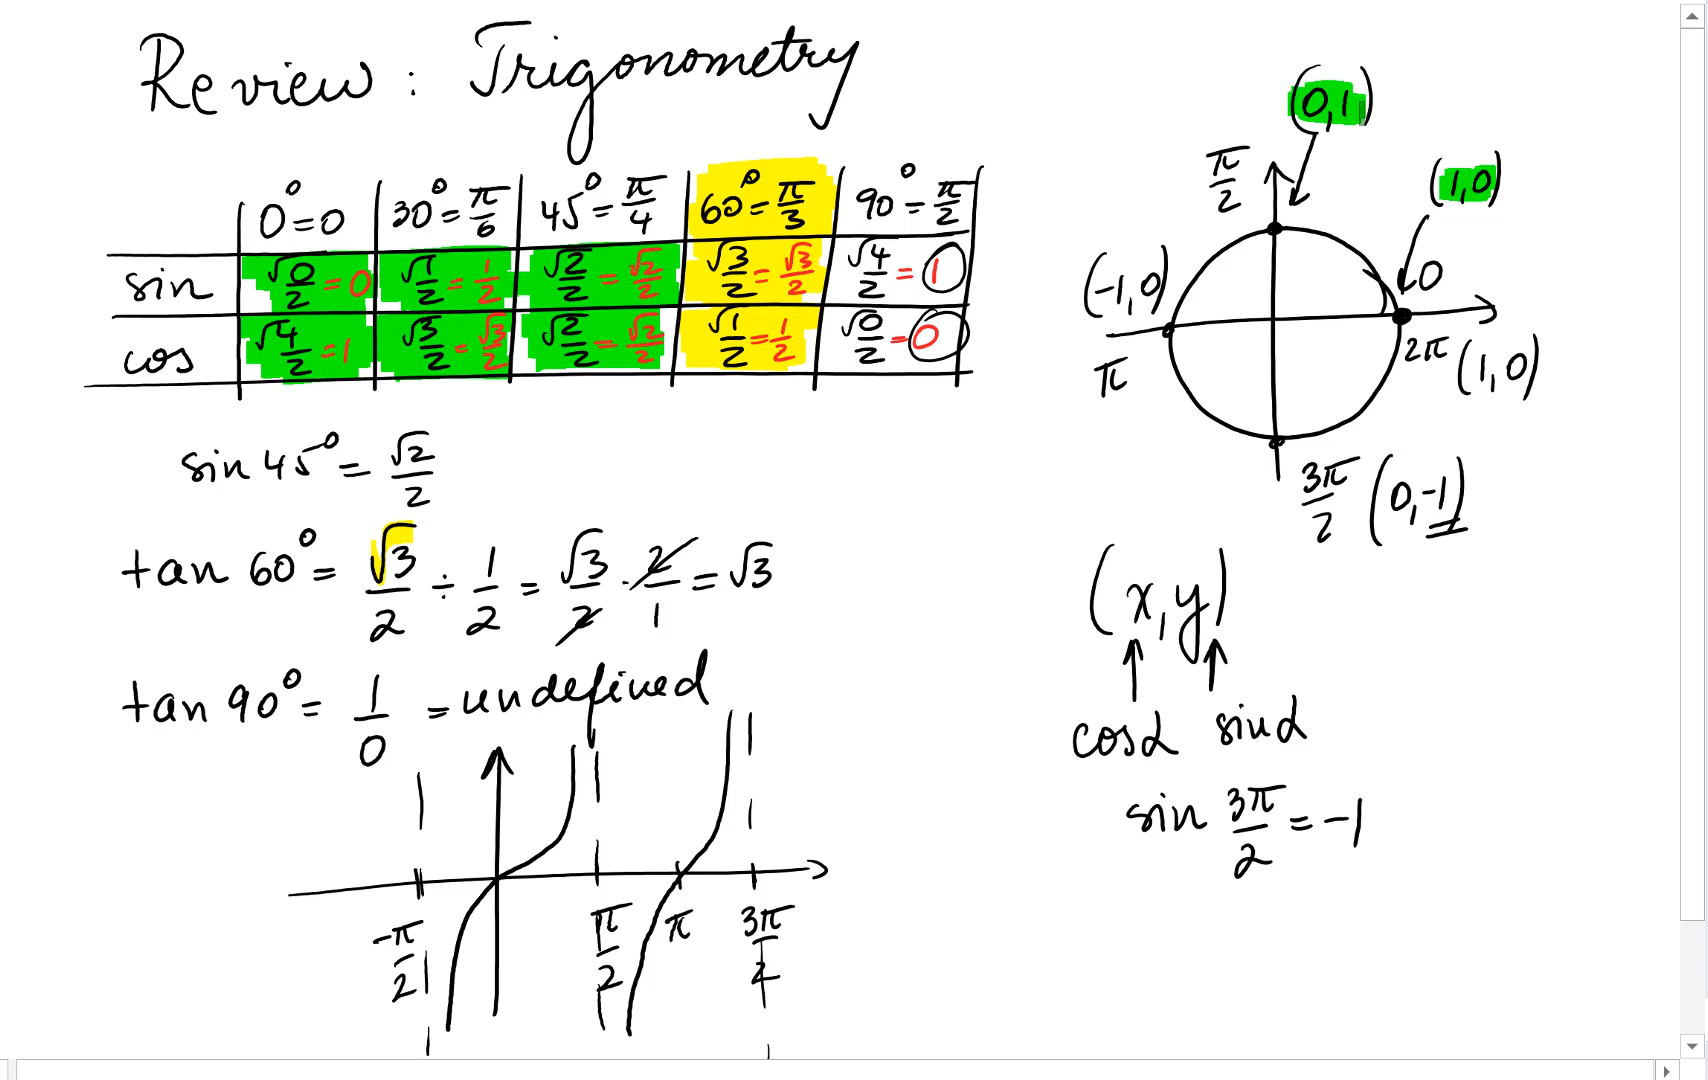 Review: Trigonometry
0°=0 30°=π/6 45°=π/4 60°=π/3 90°=π/2
sin √0/2=0 √1/2=1/2 √2/2=√2/2 √3/2=√3/2 √4/2=1
cos √4/2=1 √3/2=√3/2 √2/2=√2/2 √1/2=1/2 √0/2=0
sin 45°=√2/2
tan 60°=√3/2÷1/2=√3/2·2/1=√3
tan 90°=1/0=undefined
-π/2 π/2 π 3π/2
(0,1)
π/2
(1,0)
(-1,0)
0
π
2π (1,0)
3π/2 (0,-1)
(x,y)
cosα sinα
sin 3π/2=-1